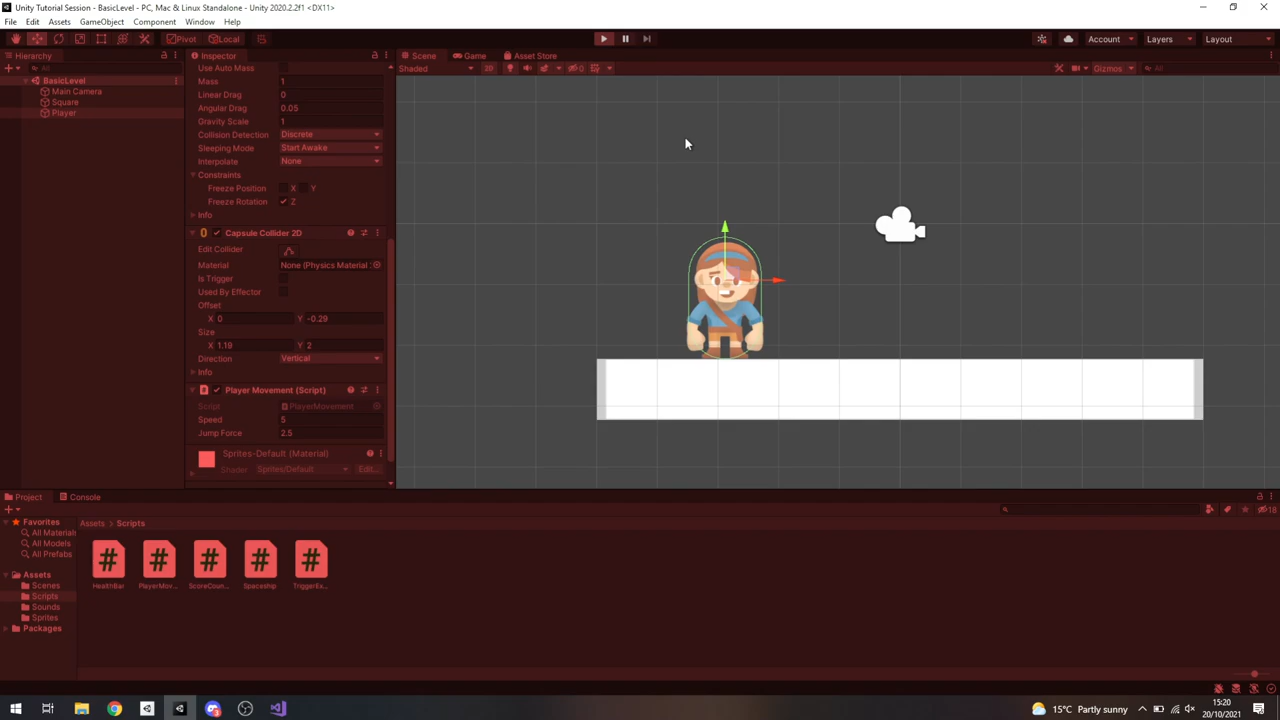 Unity Tutorial Session - BasicLevel - PC, Mac & Linux Standalone - Unity 2020.2.2f1 <DX11>
File Edit Assets GameObject Component Window Help
Pivot Local Account Layers Layout
Hierarchy Inspector Scene Game Asset Store
All Shaded 2D 0 Gizmos All
Use Auto Mass
BasicLevel
Mass 1
Main Camera
Linear Drag 0
Square
Angular Drag 0.05
Player
Gravity Scale 1
Collision Detection Discrete
Sleeping Mode Start Awake
Interpolate None
Constraints
Freeze Position X Y
Freeze Rotation Z
Info
Capsule Collider 2D
Edit Collider
Material None (Physics Material :
Is Trigger
Used By Effector
Offset
X 0 Y -0.29
Size
X 1.19 Y 2
Direction Vertical
Info
Player Movement (Script)
Script PlayerMovement
Speed 5
Jump Force 2.5
Sprites-Default (Material)
Shader Sprites/Default Edit...
Project Console
18
Favorites
All Material
All Models
All Prefabs
Assets
Scenes
Scripts
Sounds
Sprites
Packages
Assets > Scripts
HealthBar PlayerMov... ScoreCoun... Spaceship TriggerEx...
15°C Partly sunny
15:20
20/10/2021